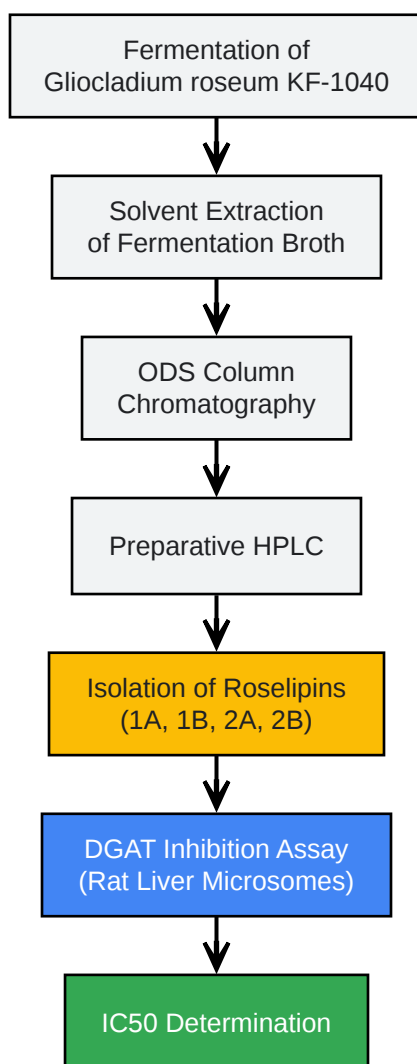 Fermentation of
Gliocladium roseum KF-1040
Solvent Extraction
of Fermentation Broth
ODS Column
Chromatography
Preparative HPLC
Isolation of Roselipins
(1A, 1B, 2A, 2B)
DGAT Inhibition Assay
(Rat Liver Microsomes)
IC50 Determination